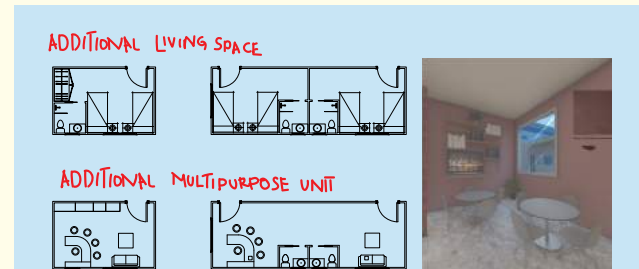 ADDITIONAL LIVING SPACE
ADDITIONAL MULTIPURPOSE UNIT